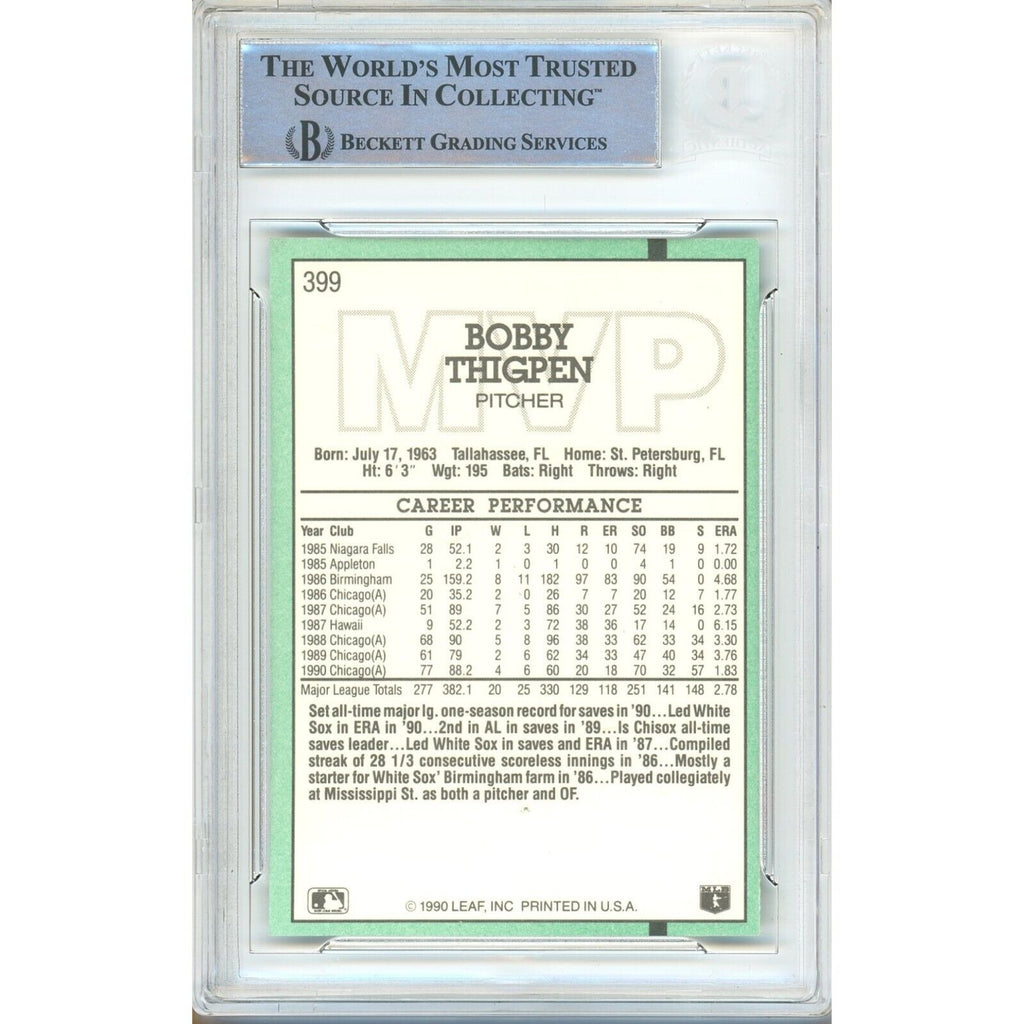 THE WORLD'S MOST TRUSTED
SOURCE IN COLLECTING™
B BECKETT GRADING SERVICES
399
MVP
BOBBY
THIGPEN
PITCHER
Born: July 17, 1963 Tallahassee, FL Home: St. Petersburg, FL
Ht: 6'3" Wgt: 195 Bats: Right Throws: Right
CAREER PERFORMANCE
Year Club G IP W L H R ER SO BB S ERA
1985 Niagara Falls 28 52.1 2 3 30 12 10 74 19 9 1.72
1985 Appleton 1 2.2 1 0 1 0 0 4 1 0 0.00
1986 Birmingham 25 159.2 8 11 182 97 83 90 54 0 4.68
1986 Chicago(A) 20 35.2 2 0 26 7 7 20 12 7 1.77
1987 Chicago(A) 51 89 7 5 86 30 27 52 24 16 2.73
1987 Hawaii 9 52.2 2 3 72 38 36 17 14 0 6.15
1988 Chicago(A) 68 90 5 8 96 38 33 62 33 34 3.30
1989 Chicago(A) 61 79 2 6 62 34 33 47 40 34 3.76
1990 Chicago(A) 77 88.2 4 6 60 20 18 70 32 57 1.83
Major League Totals 277 382.1 20 25 330 129 118 251 141 148 2.78
Set all-time major lg. one-season record for saves in '90...Led White
Sox in ERA in '90...2nd in AL in saves in '89...Is Chisox all-time
saves leader...Led White Sox in saves and ERA in '87...Compiled
streak of 28 1/3 consecutive scoreless innings in '86...Mostly a
starter for White Sox' Birmingham farm in '86...Played collegiately
at Mississippi St. as both a pitcher and OF.
© 1990 LEAF, INC PRINTED IN U.S.A.
MLB